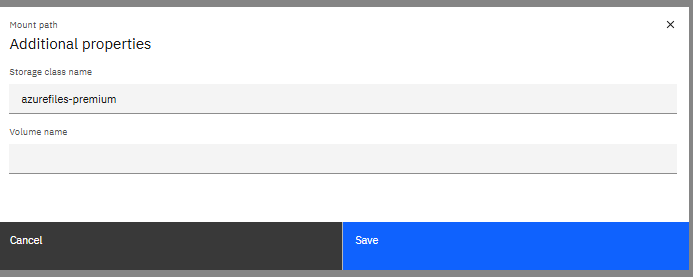 Mount path
Additional properties
Storage class name
azurefiles-premium
Volume name
Cancel
Save